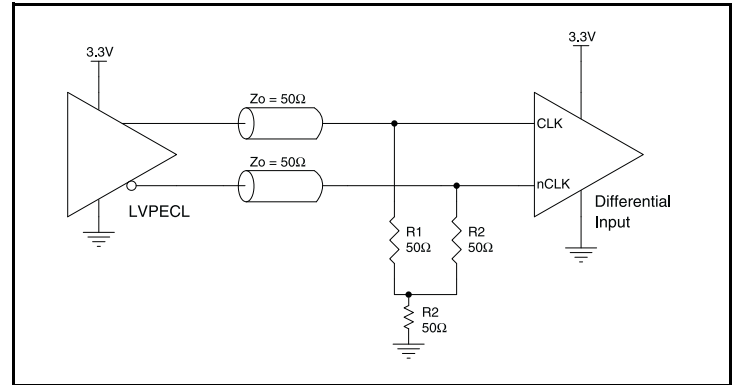 3.3V
3.3V
Zo = 50Ω
CLK
Zo = 50Ω
nCLK
LVPECL
Differential
Input
R1
50Ω
R2
50Ω
R2
50Ω